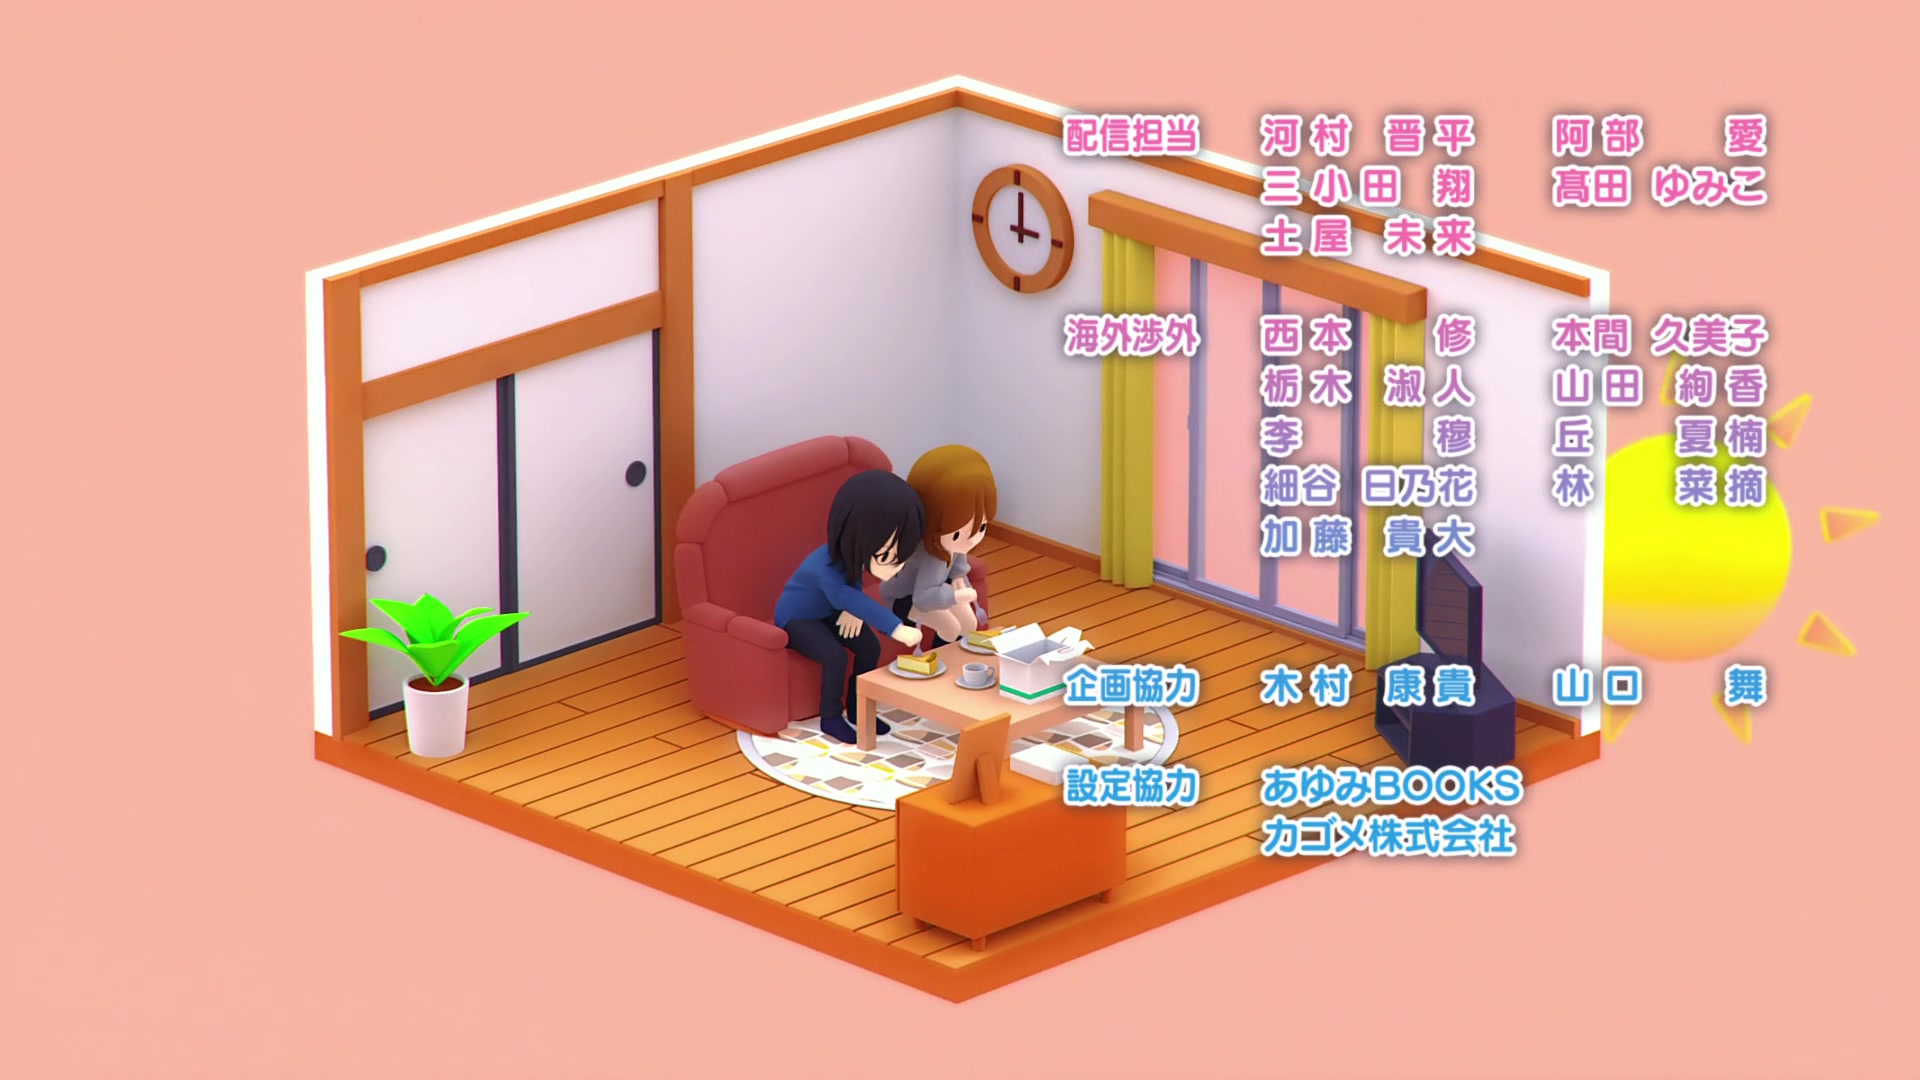 配信担当 河村 晋平 阿部 愛
三小田 翔 髙田 ゆみこ
土屋 未来
海外渉外 西本 修 本間 久美子
栃木 淑人 山田 絢香
李 穆 丘 夏楠
細谷 日乃花 林 菜摘
加藤 貴大
企画協力 木村 康貴 山口 舞
設定協力 あゆみBOOKS
カゴメ株式会社